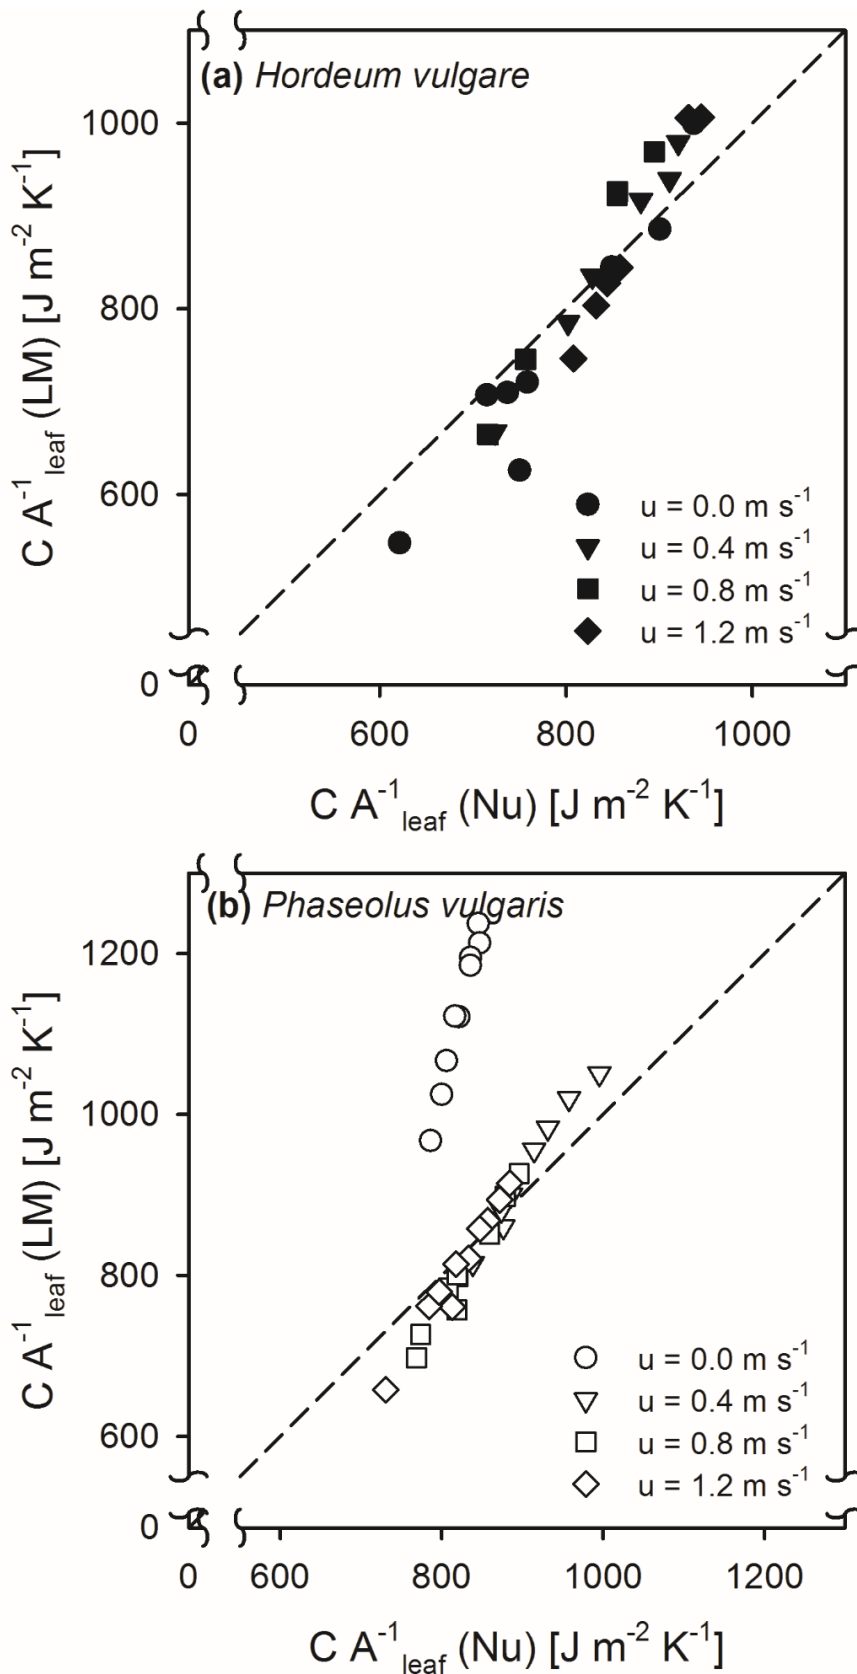 (a) Hordeum vulgare
1000
800
600
0
C A⁻¹leaf (LM) [J m⁻² K⁻¹]
u = 0.0 m s⁻¹
u = 0.4 m s⁻¹
u = 0.8 m s⁻¹
u = 1.2 m s⁻¹
0 600 800 1000
C A⁻¹leaf (Nu) [J m⁻² K⁻¹]
(b) Phaseolus vulgaris
1200
1000
800
600
0
C A⁻¹leaf (LM) [J m⁻² K⁻¹]
u = 0.0 m s⁻¹
u = 0.4 m s⁻¹
u = 0.8 m s⁻¹
u = 1.2 m s⁻¹
0 600 800 1000 1200
C A⁻¹leaf (Nu) [J m⁻² K⁻¹]